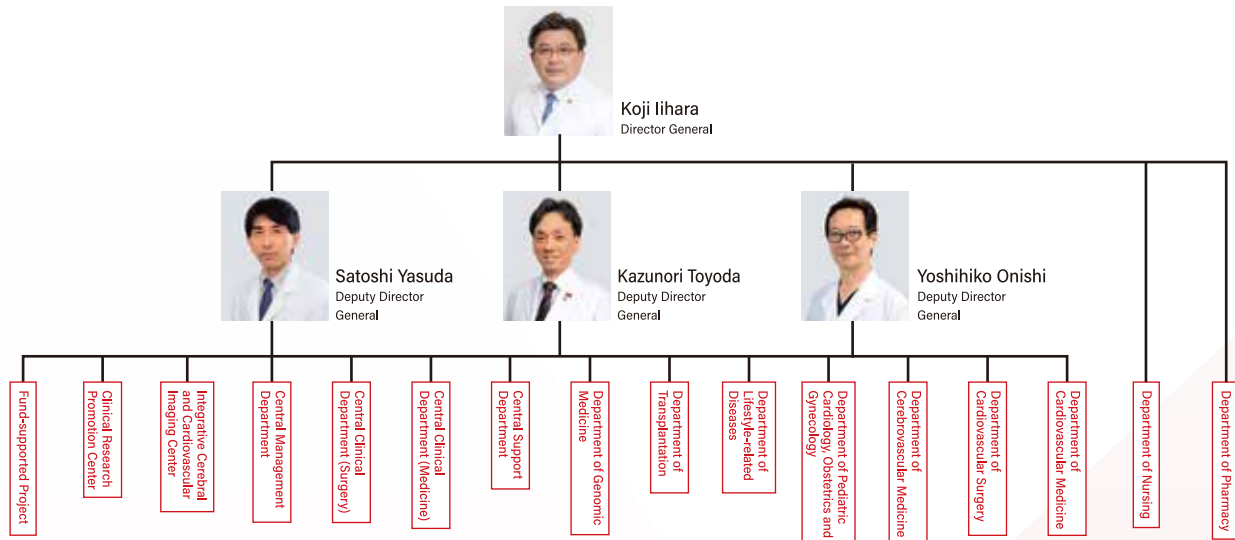 Koji Iihara
Director General
Satoshi Yasuda
Deputy Director
General
Kazunori Toyoda
Deputy Director
General
Yoshihiko Onishi
Deputy Director
General
Fund-supported Project
Clinical Research
Promotion Center
Integrative Cerebral
and Cardiovascular
Imaging Center
Central Management
Department
Central Clinical
Department (Surgery)
Central Clinical
Department (Medicine)
Central Support
Department
Department of Genomic
Medicine
Department of
Transplantation
Department of
Lifestyle-related
Diseases
Department of Pediatric
Cardiology, Obstetrics and
Gynecology
Department of
Cerebrovascular Medicine
Department of
Cardiovascular Surgery
Department of
Cardiovascular Medicine
Department of Nursing
Department of Pharmacy